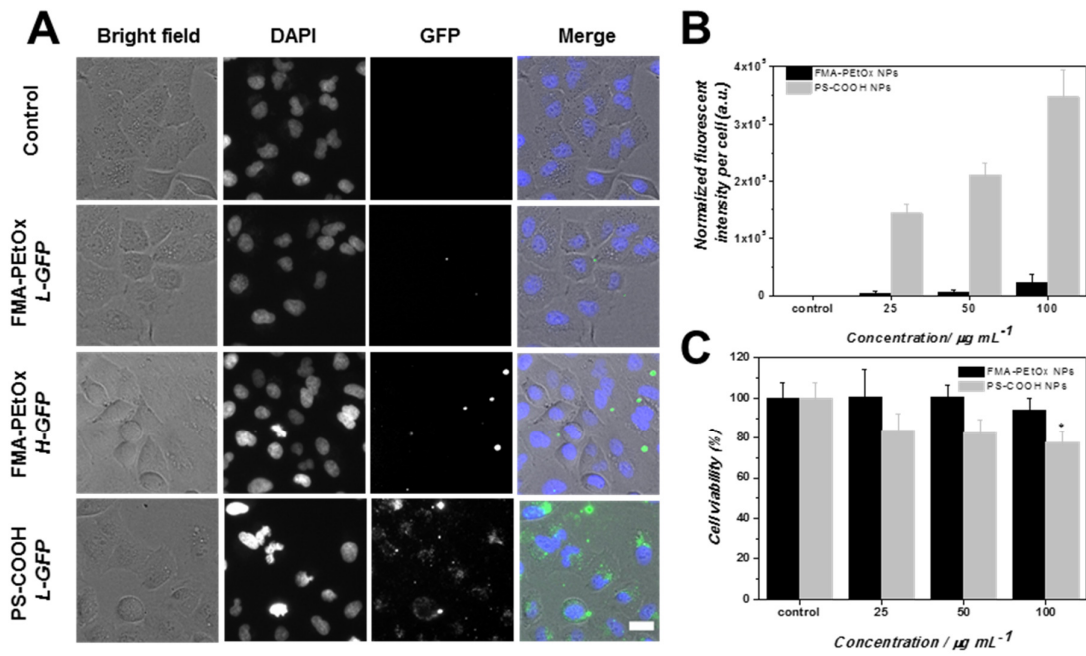 A
Bright field DAPI GFP Merge
Control
FMA-PEtOx
L-GFP
FMA-PEtOx
H-GFP
PS-COOH
L-GFP
B
FMA-PEtOx NPs
PS-COOH NPs
Normalized fluorescent
intensity per cell (a.u.)
4x10⁵
3x10⁵
2x10⁵
1x10⁵
0
control 25 50 100
Concentration/ µg mL⁻¹
C
FMA-PEtOx NPs
PS-COOH NPs
Cell viability (%)
120
100
80
60
40
20
0
*
control 25 50 100
Concentration / µg mL⁻¹